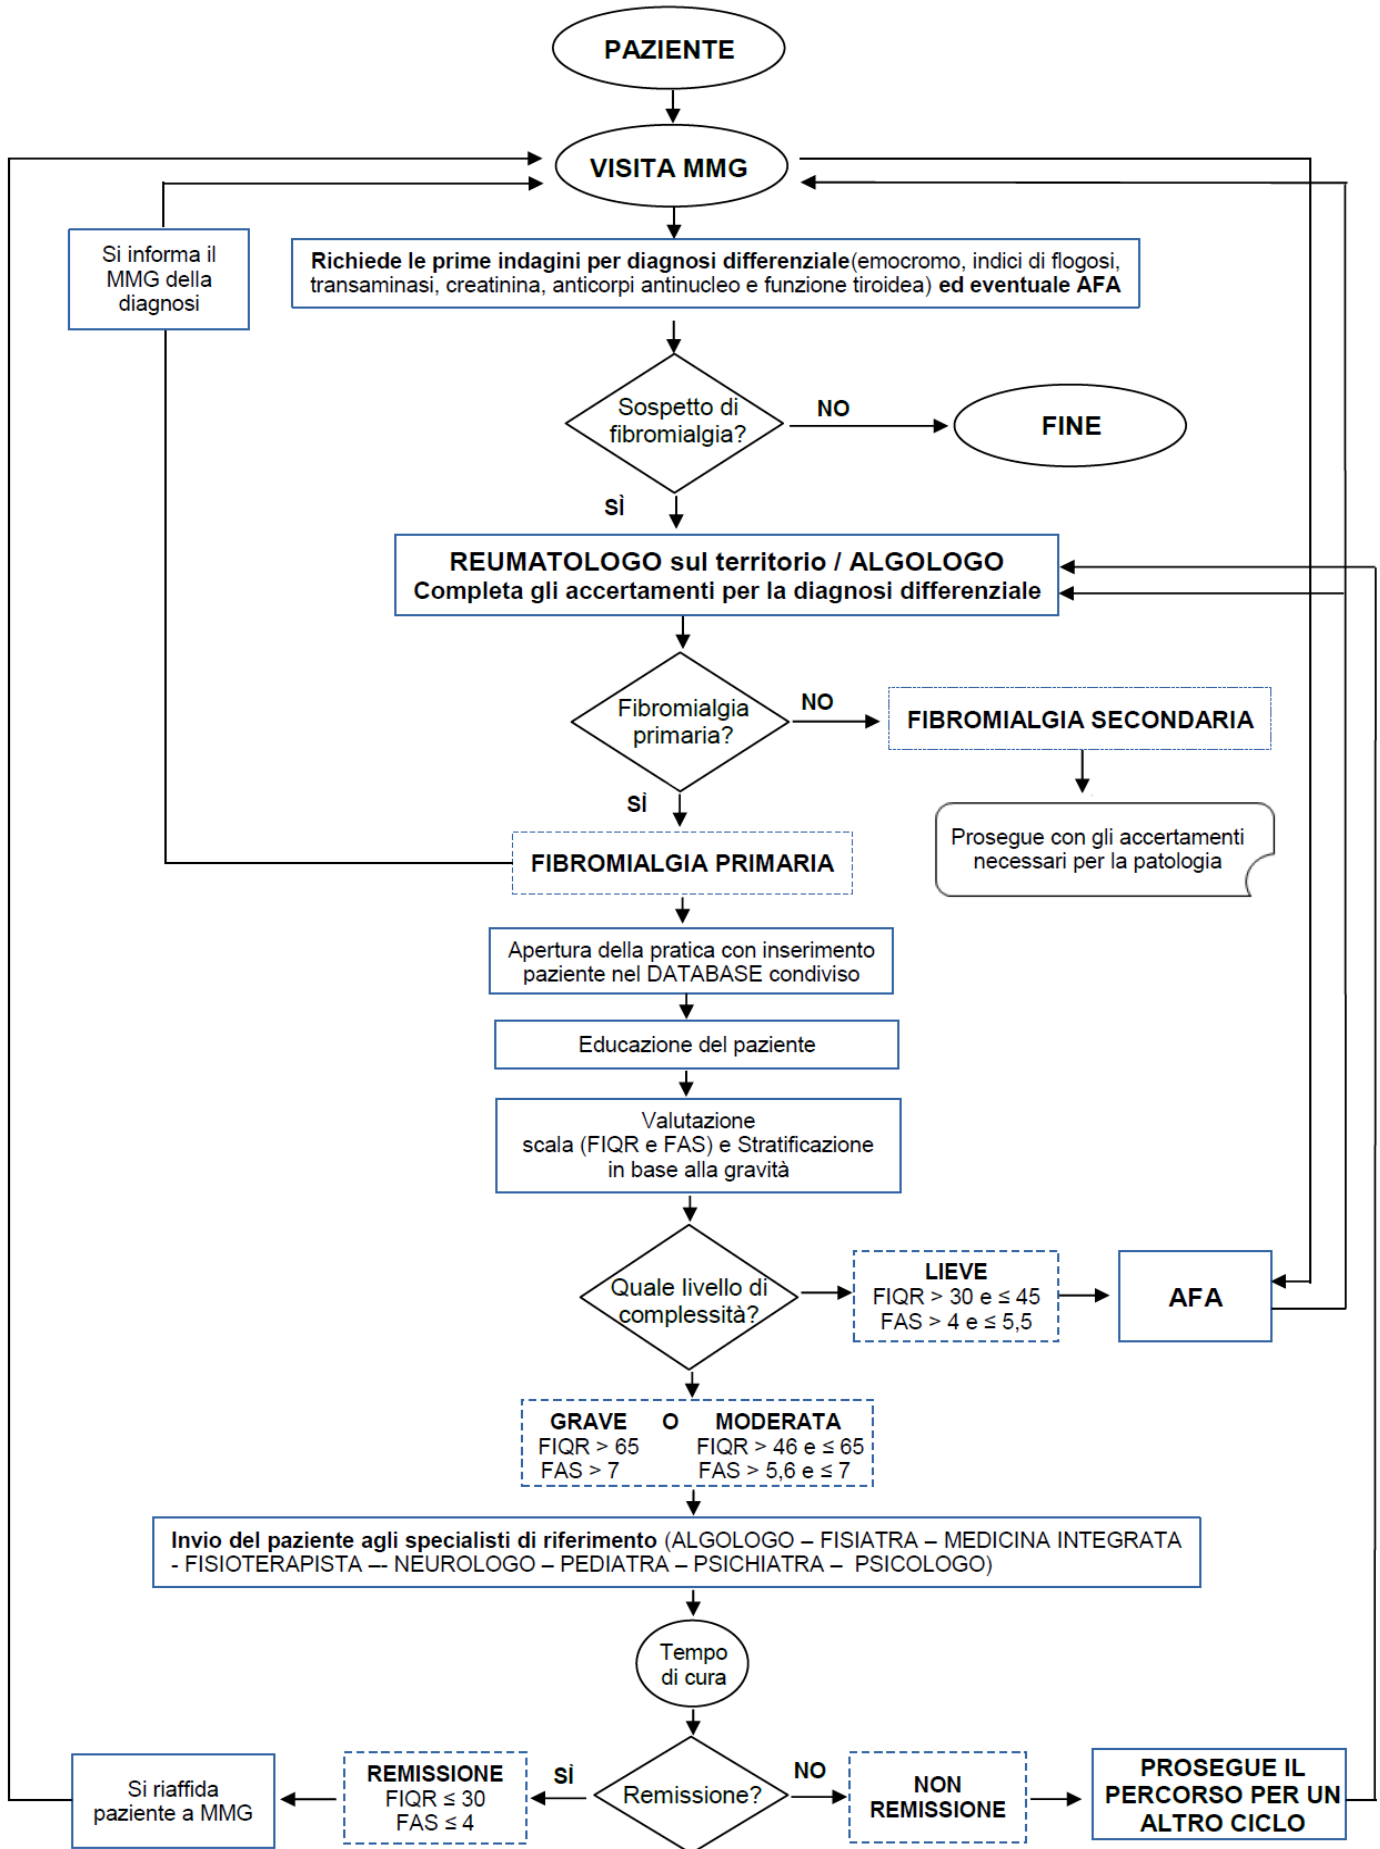 PAZIENTE
VISITA MMG
Si informa il
MMG della
diagnosi
Richiede le prime indagini per diagnosi differenziale(emocromo, indici di flogosi,
transaminasi, creatinina, anticorpi antinucleo e funzione tiroidea) ed eventuale AFA
Sospetto di
fibromialgia?
NO
FINE
SÌ
REUMATOLOGO sul territorio / ALGOLOGO
Completa gli accertamenti per la diagnosi differenziale
Fibromialgia
primaria?
NO
FIBROMIALGIA SECONDARIA
Prosegue con gli accertamenti
necessari per la patologia
SÌ
FIBROMIALGIA PRIMARIA
Apertura della pratica con inserimento
paziente nel DATABASE condiviso
Educazione del paziente
Valutazione
scala (FIQR e FAS) e Stratificazione
in base alla gravità
Quale livello di
complessità?
LIEVE
FIQR > 30 e ≤ 45
FAS > 4 e ≤ 5,5
AFA
GRAVE O MODERATA
FIQR > 65 FIQR > 46 e ≤ 65
FAS > 7 FAS > 5,6 e ≤ 7
Invio del paziente agli specialisti di riferimento (ALGOLOGO – FISIATRA – MEDICINA INTEGRATA
- FISIOTERAPISTA –- NEUROLOGO – PEDIATRA – PSICHIATRA – PSICOLOGO)
Tempo
di cura
Remissione?
SÌ
REMISSIONE
FIQR ≤ 30
FAS ≤ 4
Si riaffida
paziente a MMG
NO
NON
REMISSIONE
PROSEGUE IL
PERCORSO PER UN
ALTRO CICLO